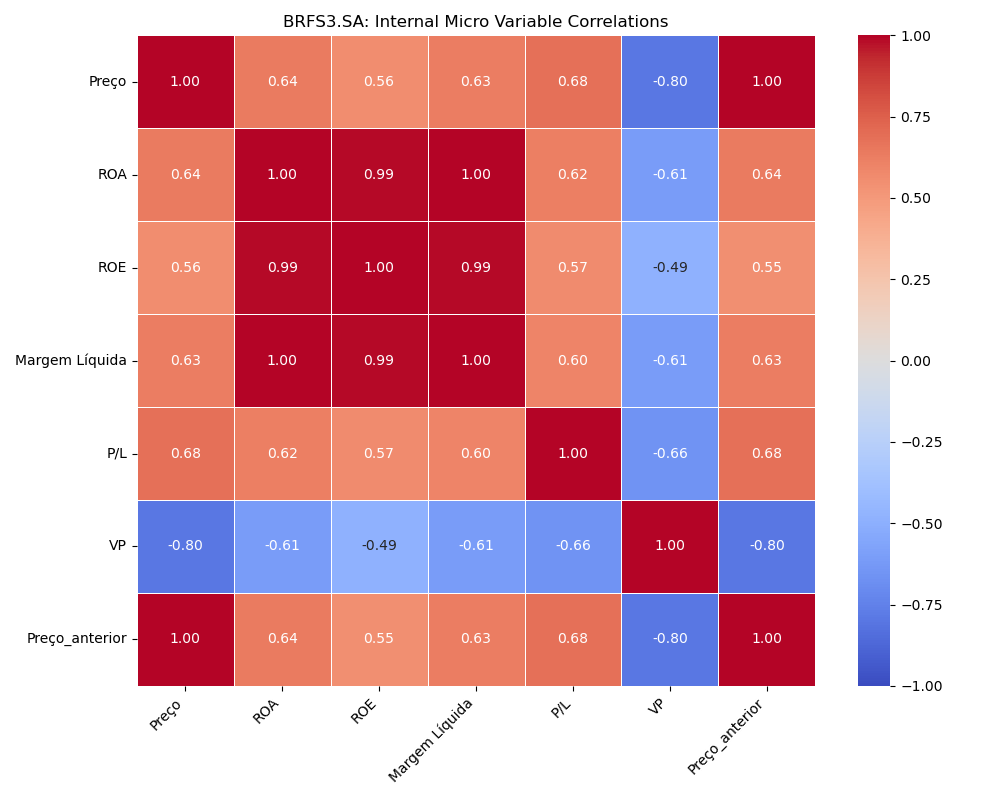 BRFS3.SA: Internal Micro Variable Correlations
Preço 1.00 0.64 0.56 0.63 0.68 -0.80 1.00
ROA 0.64 1.00 0.99 1.00 0.62 -0.61 0.64
ROE 0.56 0.99 1.00 0.99 0.57 -0.49 0.55
Margem Líquida 0.63 1.00 0.99 1.00 0.60 -0.61 0.63
P/L 0.68 0.62 0.57 0.60 1.00 -0.66 0.68
VP -0.80 -0.61 -0.49 -0.61 -0.66 1.00 -0.80
Preço_anterior 1.00 0.64 0.55 0.63 0.68 -0.80 1.00
Preço ROA ROE Margem Líquida P/L VP Preço_anterior
1.00
0.75
0.50
0.25
0.00
−0.25
−0.50
−0.75
−1.00